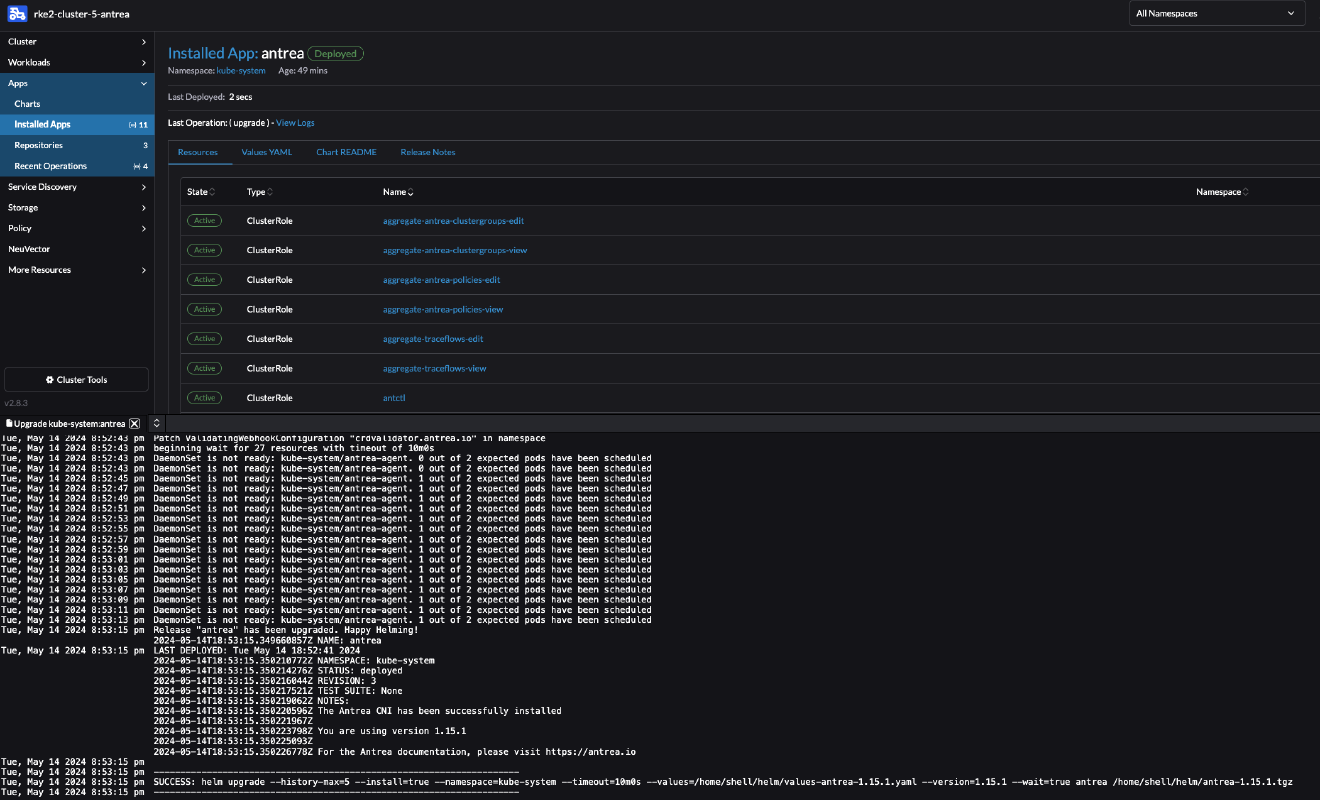 rke2-cluster-5-antrea
All Namespaces
Cluster
Workloads
Apps
Charts
Installed Apps 11
Repositories 3
Recent Operations 4
Service Discovery
Storage
Policy
NeuVector
More Resources
Cluster Tools
v2.8.3
Installed App: antrea Deployed
Namespace: kube-system Age: 49 mins
Last Deployed: 2 secs
Last Operation: ( upgrade ) - View Logs
Resources Values YAML Chart README Release Notes
State Type Name Namespace
Active ClusterRole aggregate-antrea-clustergroups-edit
Active ClusterRole aggregate-antrea-clustergroups-view
Active ClusterRole aggregate-antrea-policies-edit
Active ClusterRole aggregate-antrea-policies-view
Active ClusterRole aggregate-traceflows-edit
Active ClusterRole aggregate-traceflows-view
Active ClusterRole antctl
Upgrade kube-system:antrea
Tue, May 14 2024 8:52:43 pm Patch ValidatingWebhookConfiguration "crdvalidator.antrea.io" in namespace
Tue, May 14 2024 8:52:43 pm beginning wait for 27 resources with timeout of 10m0s
Tue, May 14 2024 8:52:43 pm DaemonSet is not ready: kube-system/antrea-agent. 0 out of 2 expected pods have been scheduled
Tue, May 14 2024 8:52:43 pm DaemonSet is not ready: kube-system/antrea-agent. 0 out of 2 expected pods have been scheduled
Tue, May 14 2024 8:52:45 pm DaemonSet is not ready: kube-system/antrea-agent. 1 out of 2 expected pods have been scheduled
Tue, May 14 2024 8:52:47 pm DaemonSet is not ready: kube-system/antrea-agent. 1 out of 2 expected pods have been scheduled
Tue, May 14 2024 8:52:49 pm DaemonSet is not ready: kube-system/antrea-agent. 1 out of 2 expected pods have been scheduled
Tue, May 14 2024 8:52:51 pm DaemonSet is not ready: kube-system/antrea-agent. 1 out of 2 expected pods have been scheduled
Tue, May 14 2024 8:52:53 pm DaemonSet is not ready: kube-system/antrea-agent. 1 out of 2 expected pods have been scheduled
Tue, May 14 2024 8:52:55 pm DaemonSet is not ready: kube-system/antrea-agent. 1 out of 2 expected pods have been scheduled
Tue, May 14 2024 8:52:57 pm DaemonSet is not ready: kube-system/antrea-agent. 1 out of 2 expected pods have been scheduled
Tue, May 14 2024 8:52:59 pm DaemonSet is not ready: kube-system/antrea-agent. 1 out of 2 expected pods have been scheduled
Tue, May 14 2024 8:53:01 pm DaemonSet is not ready: kube-system/antrea-agent. 1 out of 2 expected pods have been scheduled
Tue, May 14 2024 8:53:03 pm DaemonSet is not ready: kube-system/antrea-agent. 1 out of 2 expected pods have been scheduled
Tue, May 14 2024 8:53:05 pm DaemonSet is not ready: kube-system/antrea-agent. 1 out of 2 expected pods have been scheduled
Tue, May 14 2024 8:53:07 pm DaemonSet is not ready: kube-system/antrea-agent. 1 out of 2 expected pods have been scheduled
Tue, May 14 2024 8:53:09 pm DaemonSet is not ready: kube-system/antrea-agent. 1 out of 2 expected pods have been scheduled
Tue, May 14 2024 8:53:11 pm DaemonSet is not ready: kube-system/antrea-agent. 1 out of 2 expected pods have been scheduled
Tue, May 14 2024 8:53:13 pm DaemonSet is not ready: kube-system/antrea-agent. 1 out of 2 expected pods have been scheduled
Tue, May 14 2024 8:53:15 pm Release "antrea" has been upgraded. Happy Helming!
2024-05-14T18:53:15.349660857Z NAME: antrea
Tue, May 14 2024 8:53:15 pm LAST DEPLOYED: Tue May 14 18:52:41 2024
2024-05-14T18:53:15.350210772Z NAMESPACE: kube-system
2024-05-14T18:53:15.350214276Z STATUS: deployed
2024-05-14T18:53:15.350216044Z REVISION: 3
2024-05-14T18:53:15.350217521Z TEST SUITE: None
2024-05-14T18:53:15.350219062Z NOTES:
2024-05-14T18:53:15.350220596Z The Antrea CNI has been successfully installed
2024-05-14T18:53:15.350221967Z
2024-05-14T18:53:15.350223798Z You are using version 1.15.1
2024-05-14T18:53:15.350225093Z
2024-05-14T18:53:15.350226778Z For the Antrea documentation, please visit https://antrea.io
Tue, May 14 2024 8:53:15 pm
Tue, May 14 2024 8:53:15 pm ---------------------------------------------------------------------
Tue, May 14 2024 8:53:15 pm SUCCESS: helm upgrade --history-max=5 --install=true --namespace=kube-system --timeout=10m0s --values=/home/shell/helm/values-antrea-1.15.1.yaml --version=1.15.1 --wait=true antrea /home/shell/helm/antrea-1.15.1.tgz
Tue, May 14 2024 8:53:15 pm ---------------------------------------------------------------------